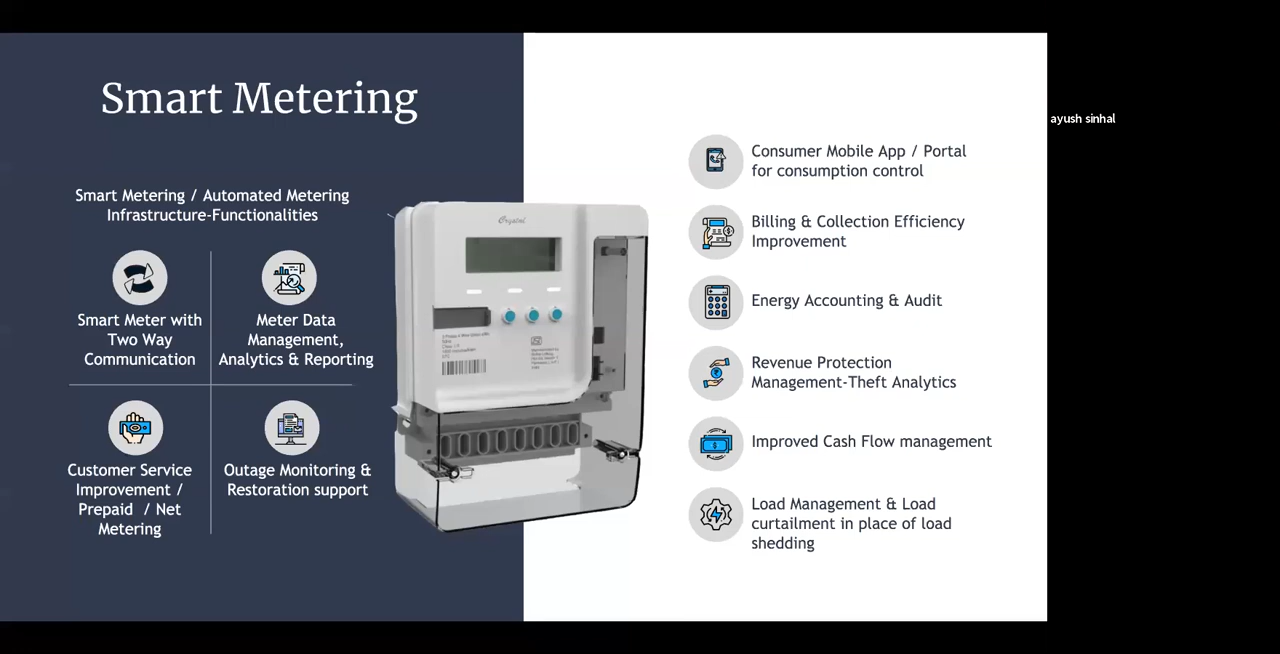 Smart Metering
Smart Metering / Automated Metering
Infrastructure-Functionalities
Smart Meter with
Two Way
Communication
Meter Data
Management,
Analytics & Reporting
Customer Service
Improvement /
Prepaid / Net
Metering
Outage Monitoring &
Restoration support
Consumer Mobile App / Portal
for consumption control
Billing & Collection Efficiency
Improvement
Energy Accounting & Audit
Revenue Protection
Management-Theft Analytics
Improved Cash Flow management
Load Management & Load
curtailment in place of load
shedding
ayush sinhal